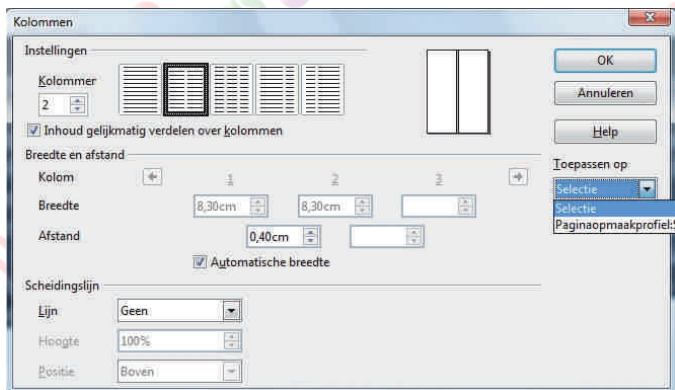 Kolommen
Instellingen
OK
Kolommer
2
Annuleren
Inhoud gelijkmatig verdelen over kolommen
Help
Breedte en afstand
Toepassen op
Kolom 1 2 3
Selectie
Selectie
Breedte 8,30cm 8,30cm
Paginaopmaakprofiel:
Afstand 0,40cm
Automatische breedte
Scheidingslijn
Lijn Geen
Hoogte 100%
Positie Boven